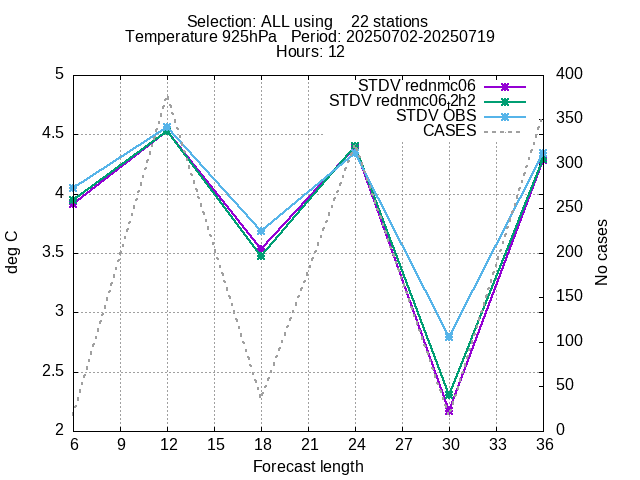 Selection: ALL using    22 stations
Temperature 925hPa   Period: 20250702-20250719
Hours: 12
STDV rednmc06
STDV rednmc06,2h2
STDV OBS
CASES
5
4.5
4
3.5
3
2.5
2
400
350
300
250
200
150
100
50
0
deg C
No cases
6 9 12 15 18 21 24 27 30 33 36
Forecast length